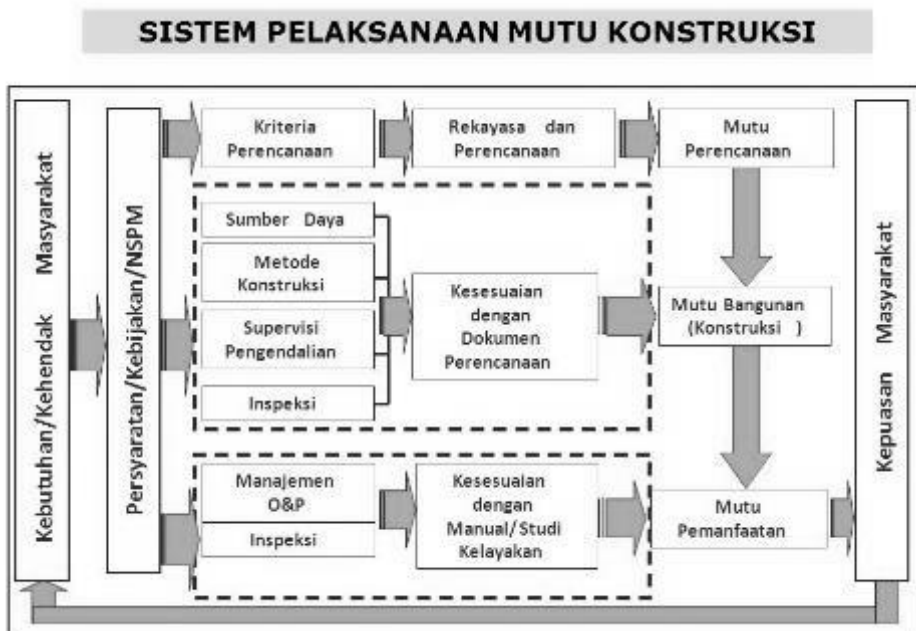 SISTEM PELAKSANAAN MUTU KONSTRUKSI
Kebutuhan/Kehendak Masyarakat
Persyaratan/Kebijakan/NSPM
Kriteria
Perencanaan
Rekayasa dan
Perencanaan
Mutu
Perencanaan
Sumber Daya
Metode
Konstruksi
Supervisi
Pengendalian
Inspeksi
Kesesuaian
dengan
Dokumen
Perencanaan
Mutu Bangunan
(Konstruksi )
Manajemen
O&P
Inspeksi
Kesesuaian
dengan
Manual/Studi
Kelayakan
Mutu
Pemanfaatan
Kepuasan Masyarakat